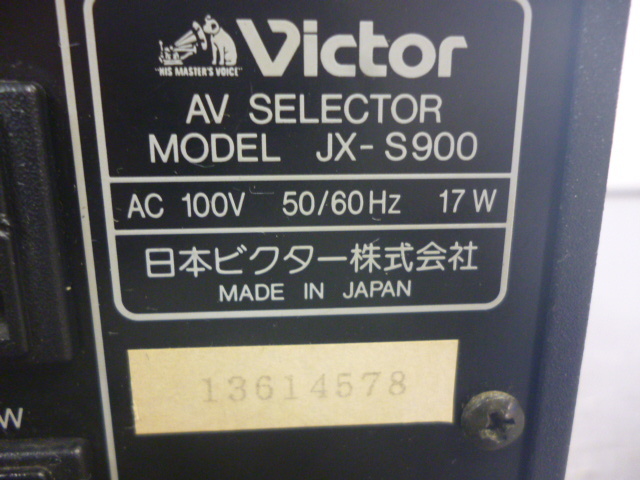 Victor
"HIS MASTER'S VOICE"
AV SELECTOR
MODEL JX-S900
AC 100V 50/60Hz 17W
日本ビクター株式会社
MADE IN JAPAN
13614578
W